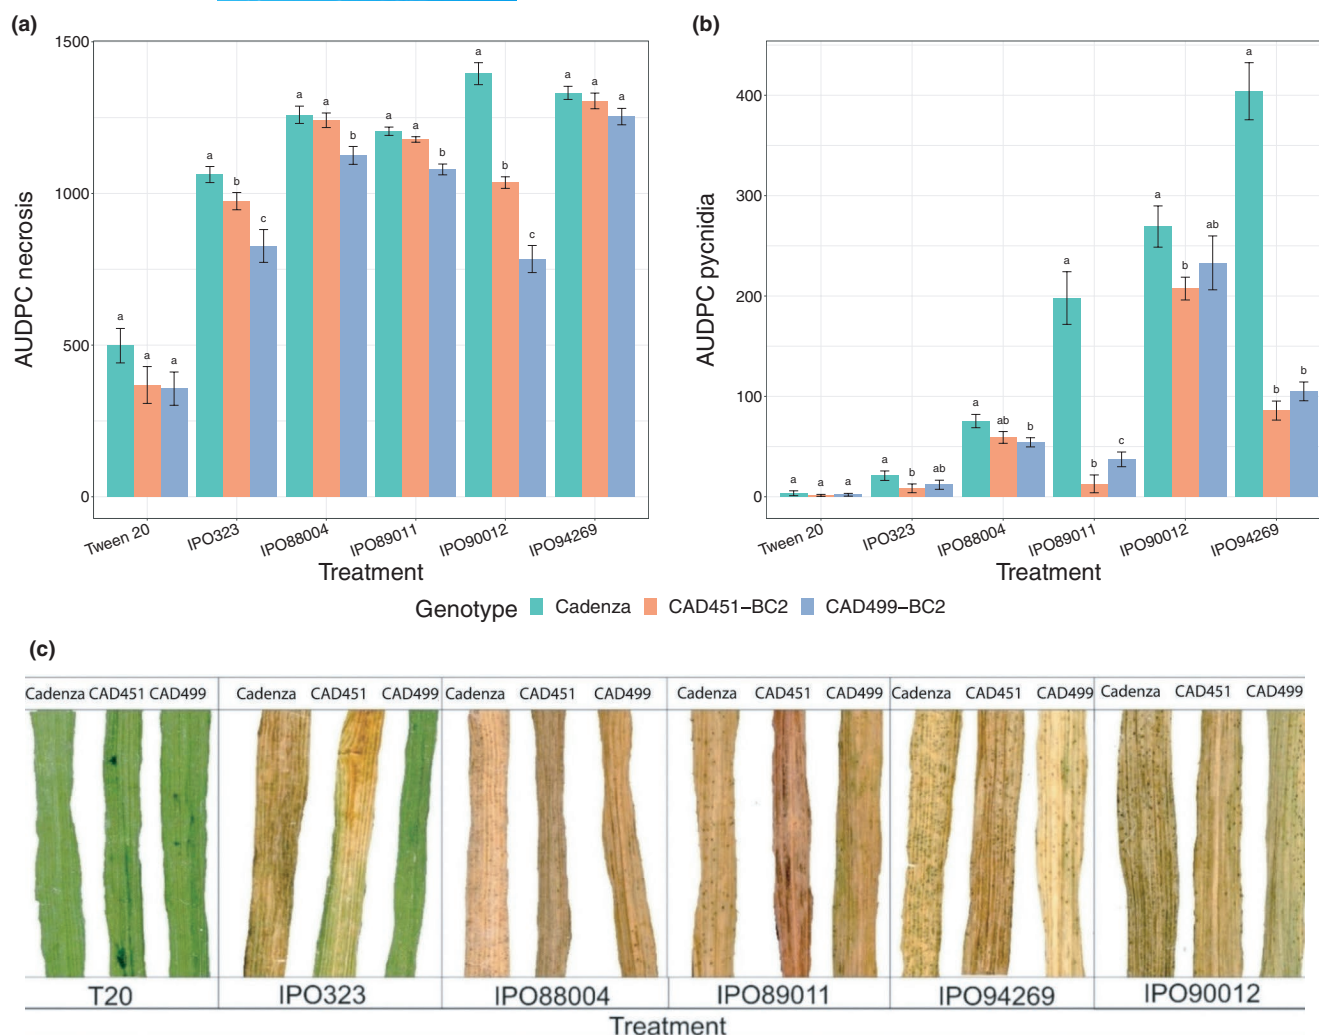 (a)
AUDPC necrosis
1500
1000
500
0
a a a
a b c
a a b
a a b
a b c
a a a
Tween 20 IPO323 IPO88004 IPO89011 IPO90012 IPO94269
Treatment
(b)
AUDPC pycnidia
400
300
200
100
0
a a a
a b ab
a ab b
a b c
a b ab
a b b
Tween 20 IPO323 IPO88004 IPO89011 IPO90012 IPO94269
Treatment
Genotype Cadenza CAD451–BC2 CAD499–BC2
(c)
Cadenza CAD451 CAD499 Cadenza CAD451 CAD499 Cadenza CAD451 CAD499 Cadenza CAD451 CAD499 Cadenza CAD451 CAD499 Cadenza CAD451 CAD499
T20 IPO323 IPO88004 IPO89011 IPO94269 IPO90012
Treatment